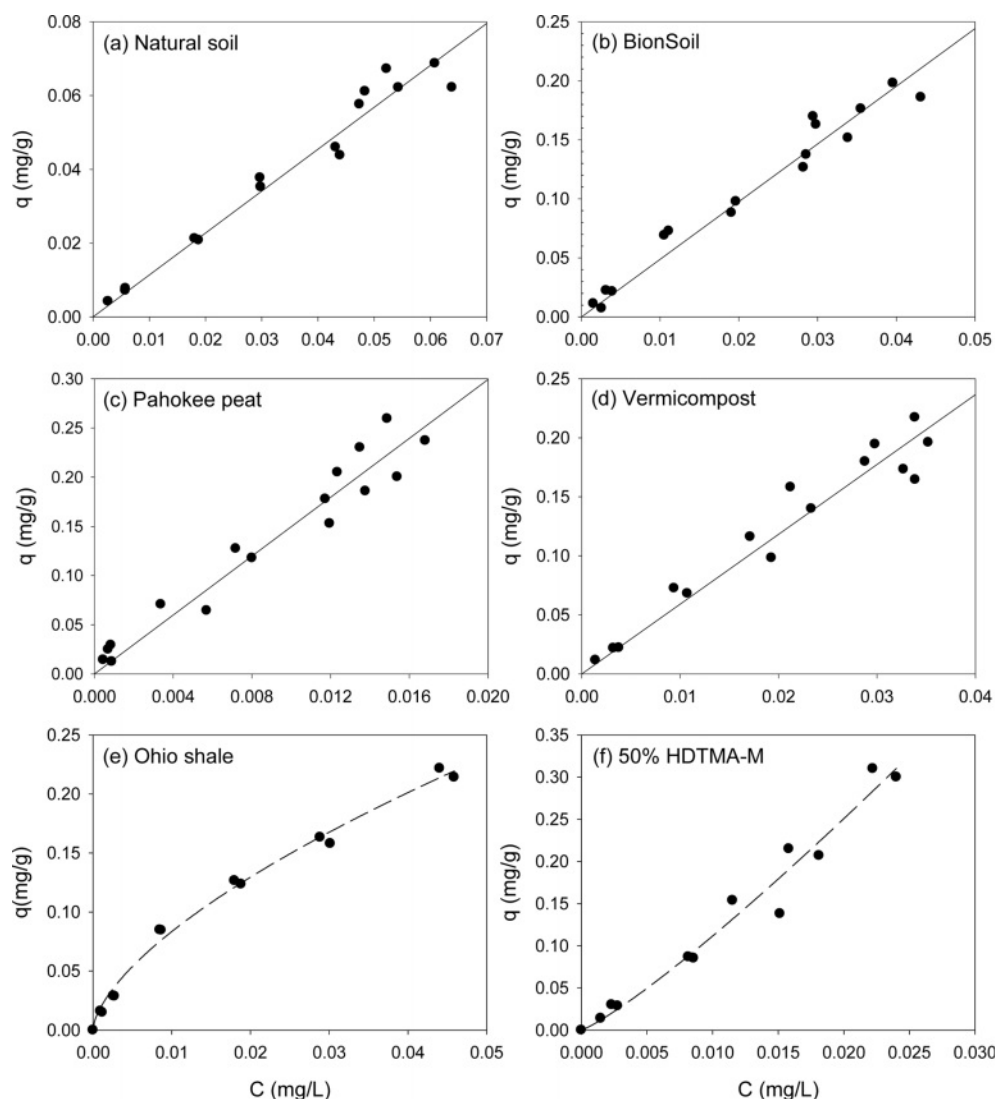 (a) Natural soil
q (mg/g)
0.08
0.06
0.04
0.02
0.00
0.00 0.01 0.02 0.03 0.04 0.05 0.06 0.07
(b) BionSoil
q (mg/g)
0.25
0.20
0.15
0.10
0.05
0.00
0.00 0.01 0.02 0.03 0.04 0.05
(c) Pahokee peat
q (mg/g)
0.30
0.25
0.20
0.15
0.10
0.05
0.00
0.000 0.004 0.008 0.012 0.016 0.020
(d) Vermicompost
q (mg/g)
0.25
0.20
0.15
0.10
0.05
0.00
0.00 0.01 0.02 0.03 0.04
(e) Ohio shale
q(mg/g)
0.25
0.20
0.15
0.10
0.05
0.00
0.00 0.01 0.02 0.03 0.04 0.05
C (mg/L)
(f) 50% HDTMA-M
q (mg/g)
0.35
0.30
0.25
0.20
0.15
0.10
0.05
0.00
0.000 0.005 0.010 0.015 0.020 0.025 0.030
C (mg/L)